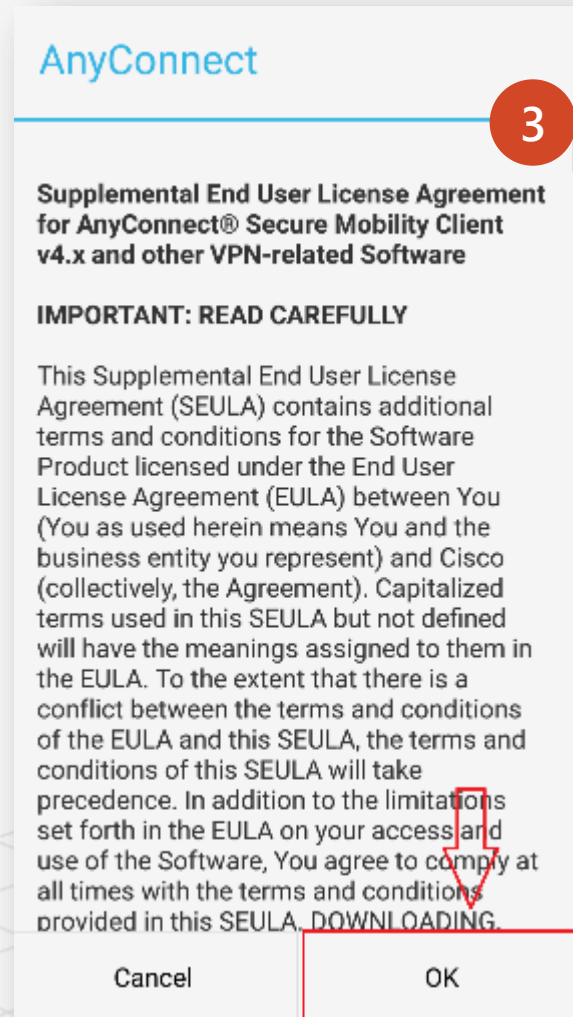 AnyConnect
3
Supplemental End User License Agreement
for AnyConnect® Secure Mobility Client
v4.x and other VPN-related Software
IMPORTANT: READ CAREFULLY
This Supplemental End User License
Agreement (SEULA) contains additional
terms and conditions for the Software
Product licensed under the End User
License Agreement (EULA) between You
(You as used herein means You and the
business entity you represent) and Cisco
(collectively, the Agreement). Capitalized
terms used in this SEULA but not defined
will have the meanings assigned to them in
the EULA. To the extent that there is a
conflict between the terms and conditions
of the EULA and this SEULA, the terms and
conditions of this SEULA will take
precedence. In addition to the limitations
set forth in the EULA on your access and
use of the Software, You agree to comply at
all times with the terms and conditions
provided in this SEULA. DOWNLOADING,
Cancel
OK